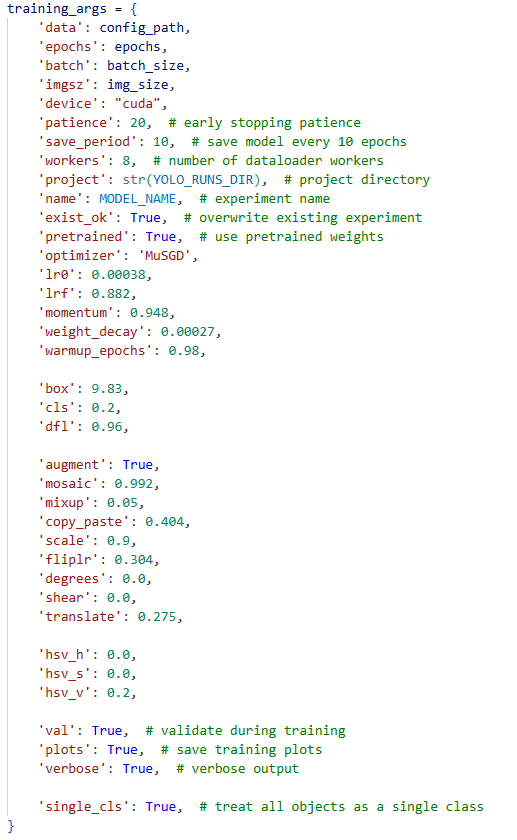 training_args = {
    'data': config_path,
    'epochs': epochs,
    'batch': batch_size,
    'imgsz': img_size,
    'device': "cuda",
    'patience': 20,  # early stopping patience
    'save_period': 10,  # save model every 10 epochs
    'workers': 8,  # number of dataloader workers
    'project': str(YOLO_RUNS_DIR),  # project directory
    'name': MODEL_NAME,  # experiment name
    'exist_ok': True,  # overwrite existing experiment
    'pretrained': True,  # use pretrained weights
    'optimizer': 'MuSGD',
    'lr0': 0.00038,
    'lrf': 0.882,
    'momentum': 0.948,
    'weight_decay': 0.00027,
    'warmup_epochs': 0.98,

    'box': 9.83,
    'cls': 0.2,
    'dfl': 0.96,

    'augment': True,
    'mosaic': 0.992,
    'mixup': 0.05,
    'copy_paste': 0.404,
    'scale': 0.9,
    'fliplr': 0.304,
    'degrees': 0.0,
    'shear': 0.0,
    'translate': 0.275,

    'hsv_h': 0.0,
    'hsv_s': 0.0,
    'hsv_v': 0.2,

    'val': True,  # validate during training
    'plots': True,  # save training plots
    'verbose': True,  # verbose output

    'single_cls': True,  # treat all objects as a single class
}